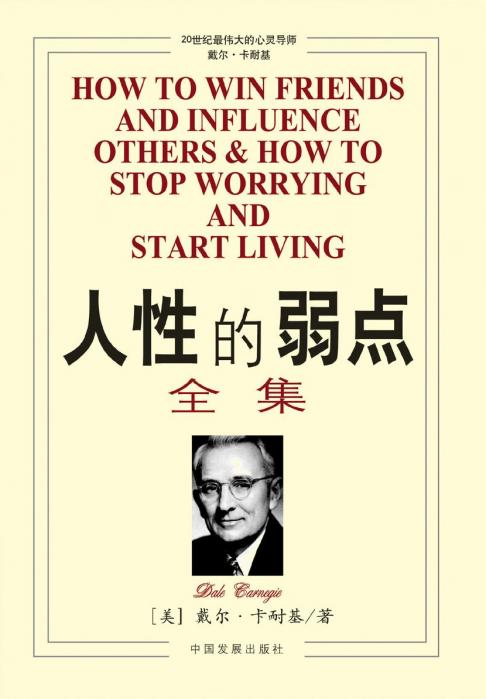 20世纪最伟大的心灵导师
戴尔·卡耐基
HOW TO WIN FRIENDS
AND INFLUENCE
OTHERS & HOW TO
STOP WORRYING
AND
START LIVING
人性的弱点
全集
Dale Carnegie
[美] 戴尔·卡耐基/著
中国发展出版社